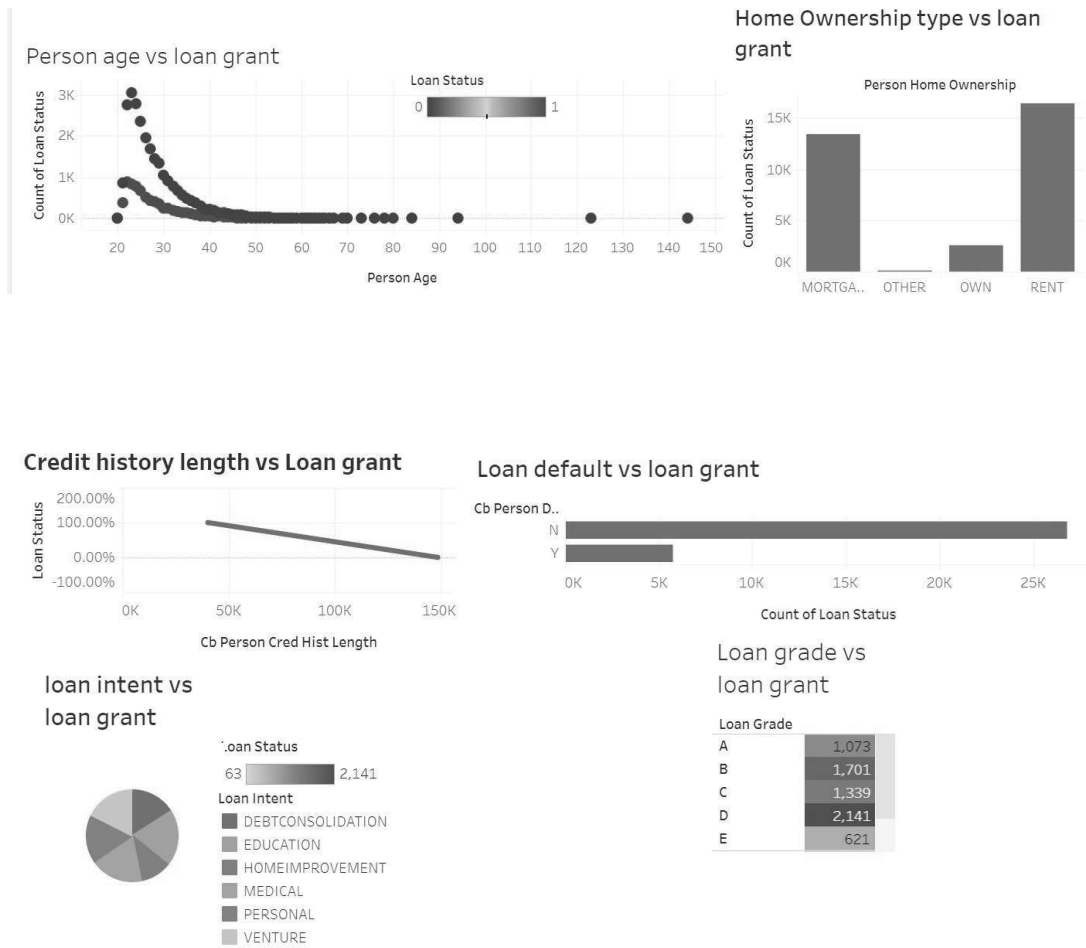 Person age vs loan grant
Loan Status
0 1
Count of Loan Status
3K
2K
1K
0K
20 30 40 50 60 70 80 90 100 110 120 130 140 150
Person Age
Home Ownership type vs loan
grant
Person Home Ownership
Count of Loan Status
15K
10K
5K
0K
MORTGA.. OTHER OWN RENT
Credit history length vs Loan grant
Loan Status
200.00%
100.00%
0.00%
-100.00%
0K 50K 100K 150K
Cb Person Cred Hist Length
Loan default vs loan grant
Cb Person D..
N
Y
0K 5K 10K 15K 20K 25K
Count of Loan Status
loan intent vs
loan grant
.oan Status
63 2,141
Loan Intent
DEBTCONSOLIDATION
EDUCATION
HOMEIMPROVEMENT
MEDICAL
PERSONAL
VENTURE
Loan grade vs
loan grant
Loan Grade
A 1,073
B 1,701
C 1,339
D 2,141
E 621